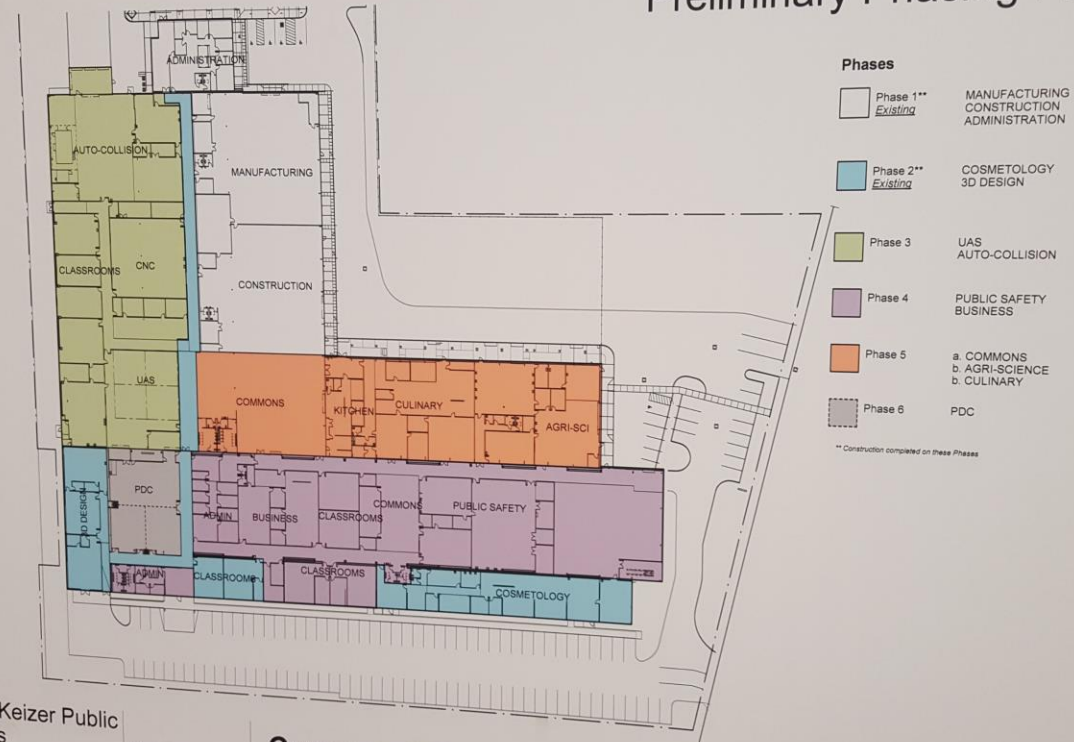 Preliminary Phasing
Phases
Phase 1**
Existing
MANUFACTURING
CONSTRUCTION
ADMINISTRATION
Phase 2**
Existing
COSMETOLOGY
3D DESIGN
Phase 3
UAS
AUTO-COLLISION
Phase 4
PUBLIC SAFETY
BUSINESS
Phase 5
a. COMMONS
b. AGRI-SCIENCE
b. CULINARY
Phase 6
PDC
** Construction completed on these Phases
ADMINISTRATION
AUTO-COLLISION
MANUFACTURING
CLASSROOMS
CNC
CONSTRUCTION
UAS
COMMONS
KITCHEN
CULINARY
AGRI-SCI
3D DESIGN
PDC
ADMIN
BUSINESS
CLASSROOMS
COMMONS
PUBLIC SAFETY
ADMIN
CLASSROOMS
CLASSROOMS
COSMETOLOGY
Keizer Public